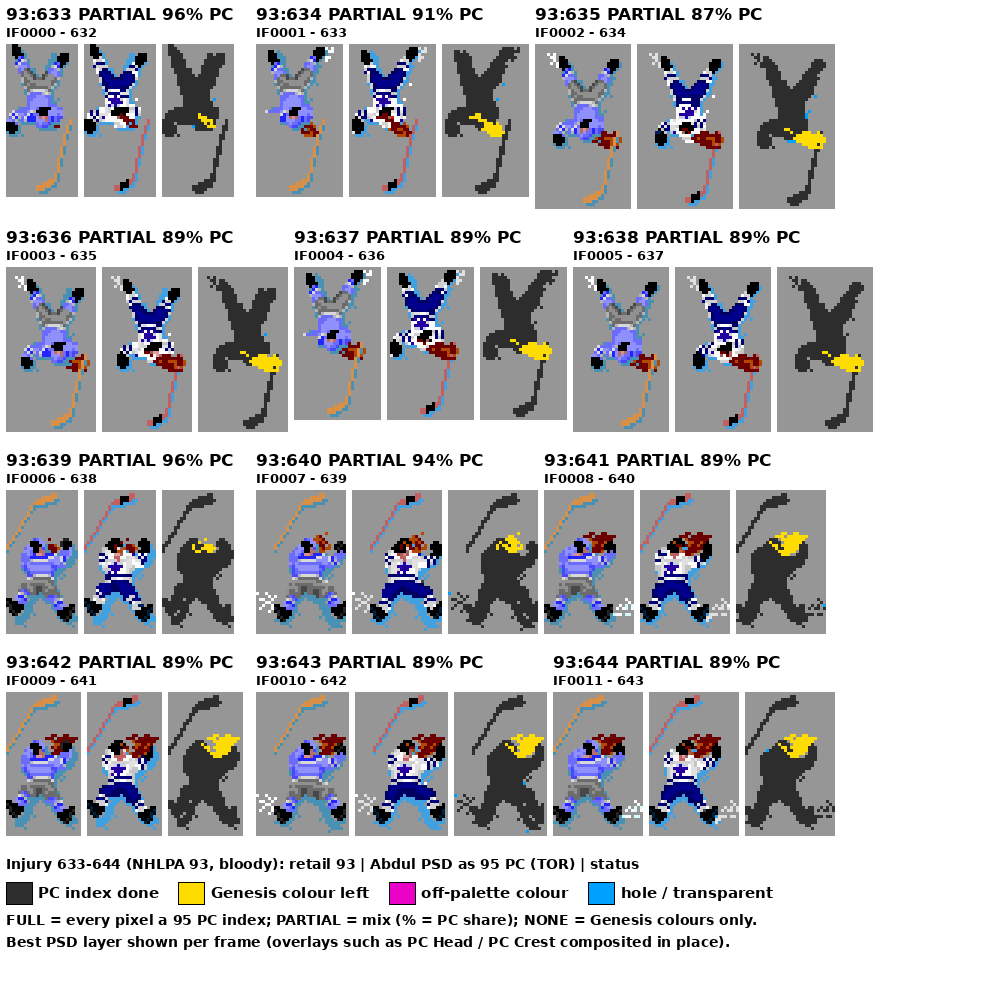 93:633 PARTIAL 96% PC
IF0000 - 632
93:634 PARTIAL 91% PC
IF0001 - 633
93:635 PARTIAL 87% PC
IF0002 - 634
93:636 PARTIAL 89% PC
IF0003 - 635
93:637 PARTIAL 89% PC
IF0004 - 636
93:638 PARTIAL 89% PC
IF0005 - 637
93:639 PARTIAL 96% PC
IF0006 - 638
93:640 PARTIAL 94% PC
IF0007 - 639
93:641 PARTIAL 89% PC
IF0008 - 640
93:642 PARTIAL 89% PC
IF0009 - 641
93:643 PARTIAL 89% PC
IF0010 - 642
93:644 PARTIAL 89% PC
IF0011 - 643
Injury 633-644 (NHLPA 93, bloody): retail 93 | Abdul PSD as 95 PC (TOR) | status
PC index done
Genesis colour left
off-palette colour
hole / transparent
FULL = every pixel a 95 PC index; PARTIAL = mix (% = PC share); NONE = Genesis colours only.
Best PSD layer shown per frame (overlays such as PC Head / PC Crest composited in place).